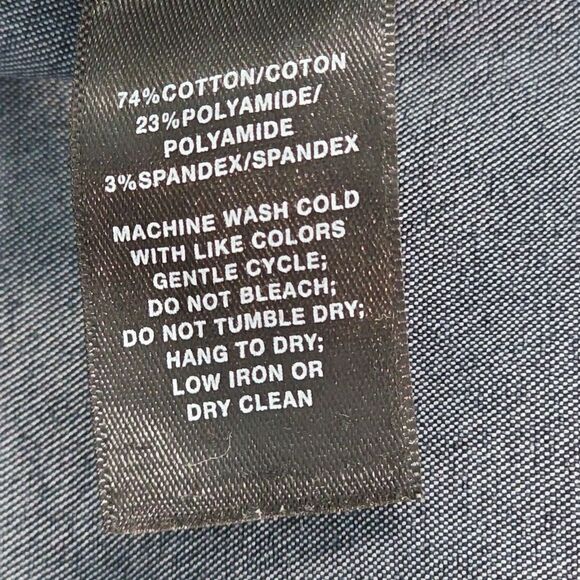 74%COTTON/COTON
23%POLYAMIDE/
POLYAMIDE
3%SPANDEX/SPANDEX
MACHINE WASH COLD
WITH LIKE COLORS
GENTLE CYCLE;
DO NOT BLEACH;
DO NOT TUMBLE DRY;
HANG TO DRY;
LOW IRON OR
DRY CLEAN